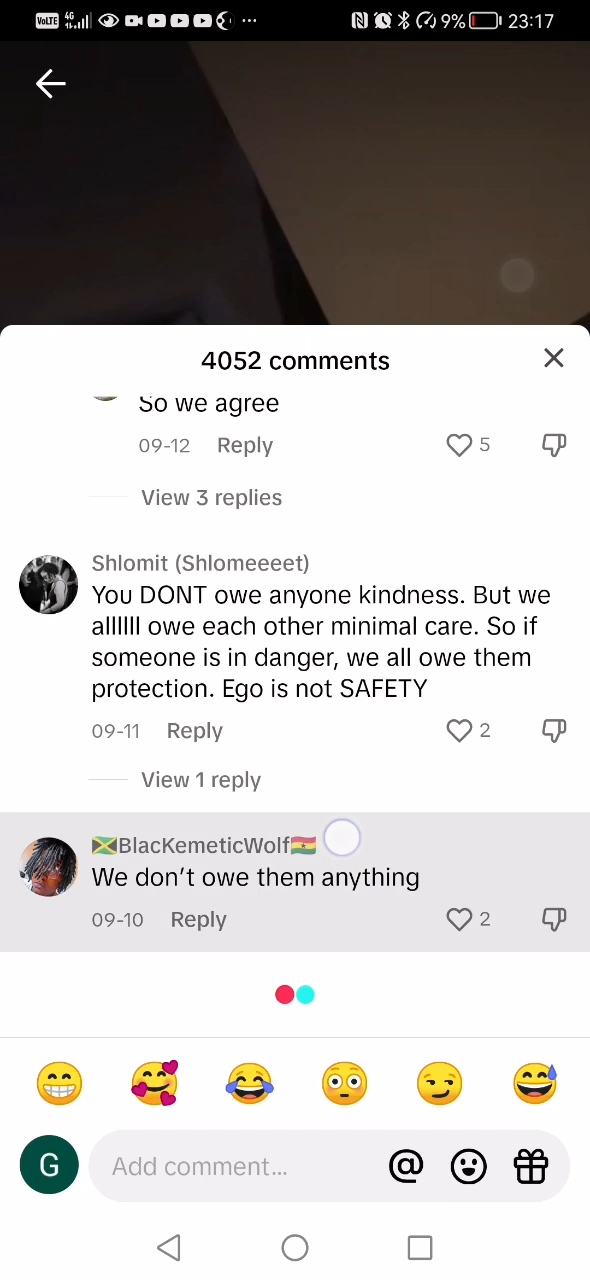 VoLTE 4G 9% 23:17
4052 comments
So we agree
09-12 Reply 5
View 3 replies
Shlomit (Shlomeeeet)
You DONT owe anyone kindness. But we
allllll owe each other minimal care. So if
someone is in danger, we all owe them
protection. Ego is not SAFETY
09-11 Reply 2
View 1 reply
🇯🇲BlacKemeticWolf🇬🇭
We don’t owe them anything
09-10 Reply 2
G Add comment... @